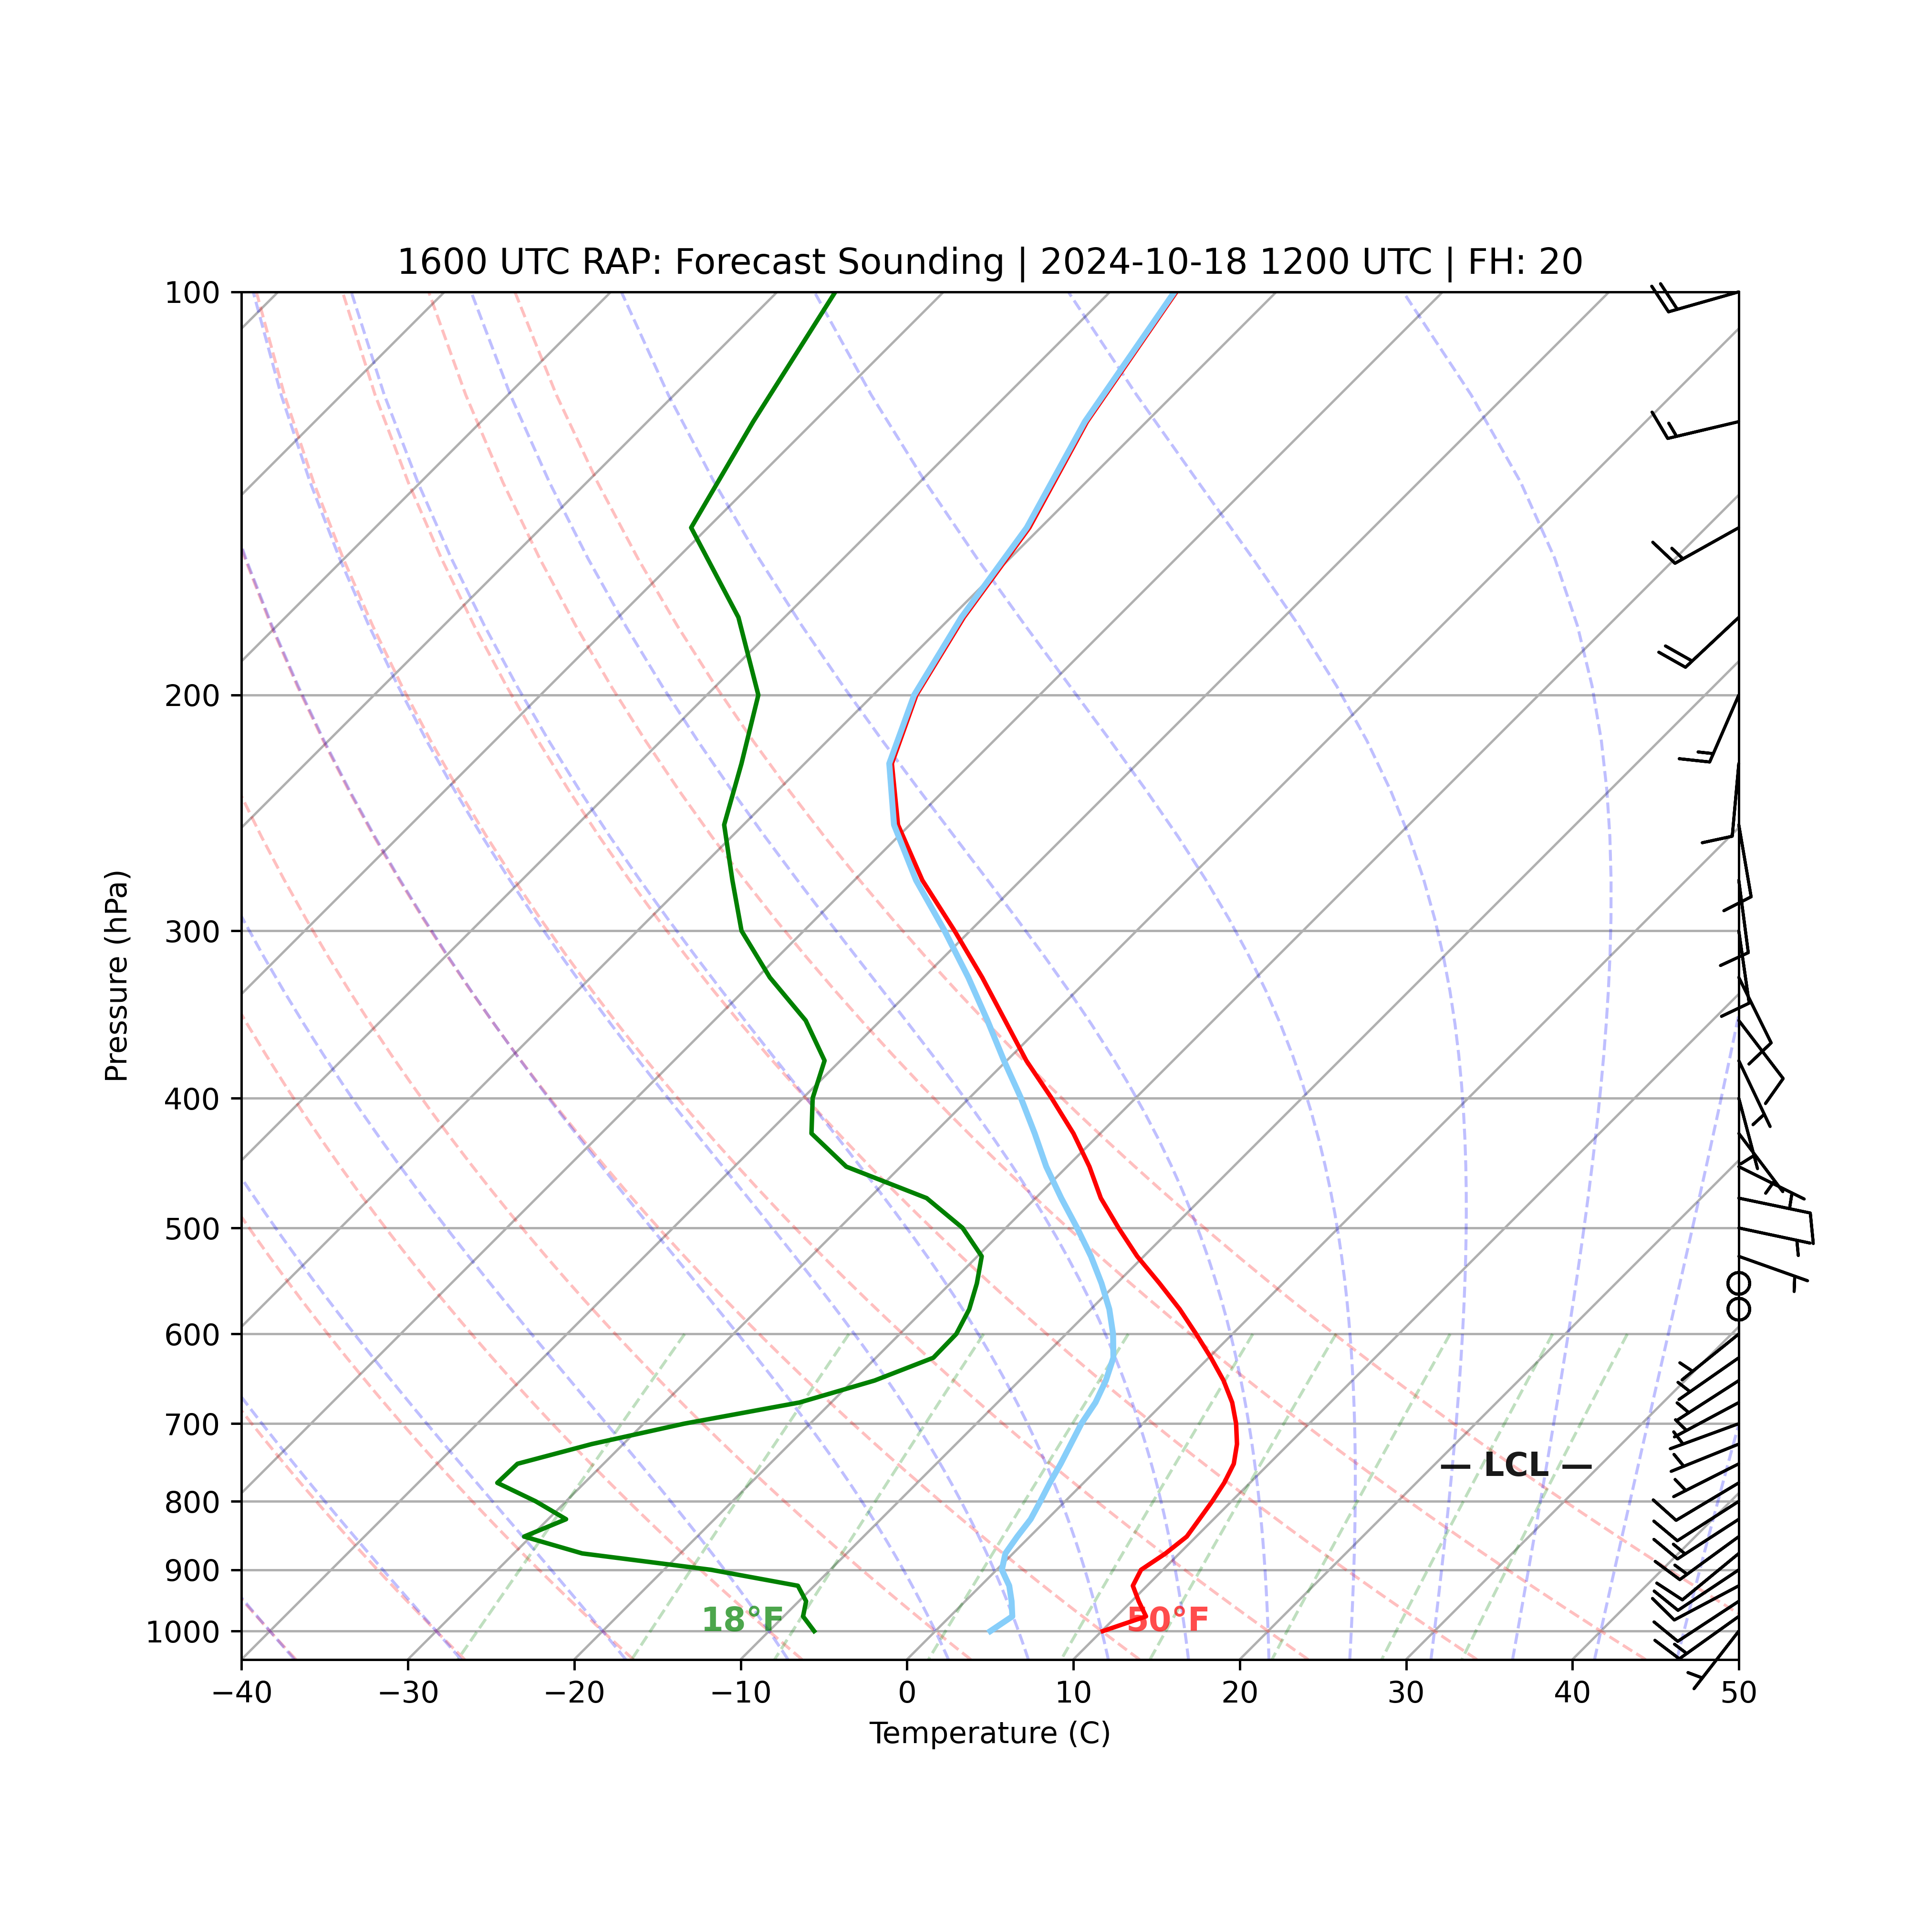 1600 UTC RAP: Forecast Sounding | 2024-10-18 1200 UTC | FH: 20
100
200
300
400
500
600
700
800
900
1000
Pressure (hPa)
— LCL —
18°F
50°F
−40 −30 −20 −10 0 10 20 30 40 50
Temperature (C)